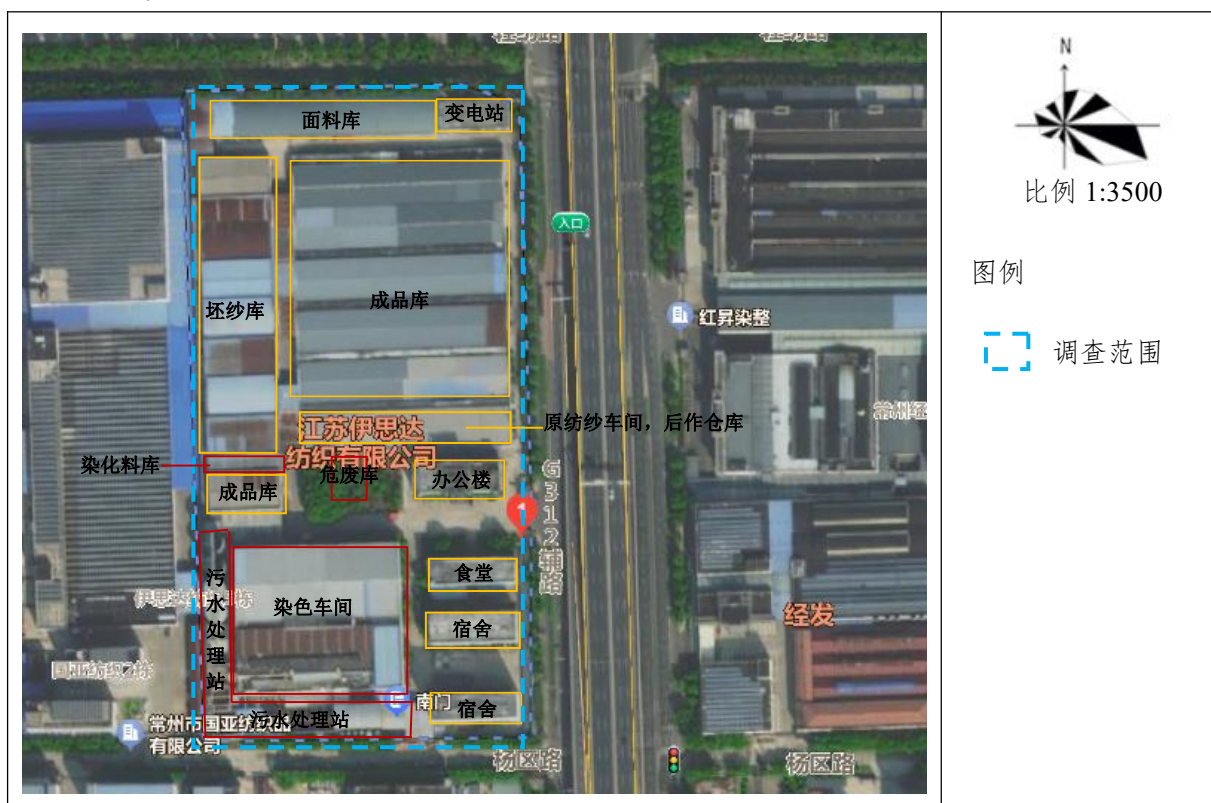 面料库
变电站
N
比例 1:3500
入口
坯纱库
成品库
红昇染整
图例
调查范围
江苏伊思达
纺织有限公司
原纺纱车间，后作仓库
染化料库
成品库
危废库
办公楼
G312辅路
食堂
污水处理站
染色车间
宿舍
经发
南门
宿舍
污水处理站
常州市国亚纺织品
有限公司
杨区路
杨区路